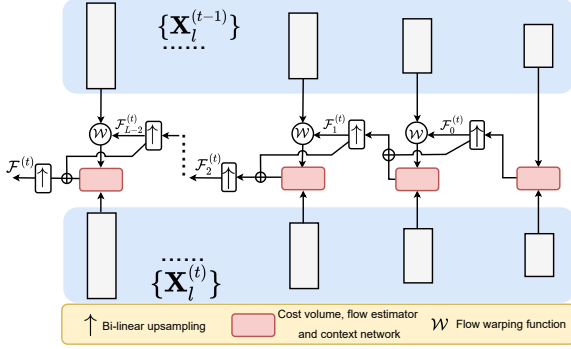 {X_l^{(t-1)}}
......
W F_{L-2}^{(t)} ↑ W F_1^{(t)} ↑ W F_0^{(t)} ↑
F^{(t)} ↑ F_2^{(t)} ↑
......
{X_l^{(t)}}
↑ Bi-linear upsampling
Cost volume, flow estimator
and context network
W Flow warping function